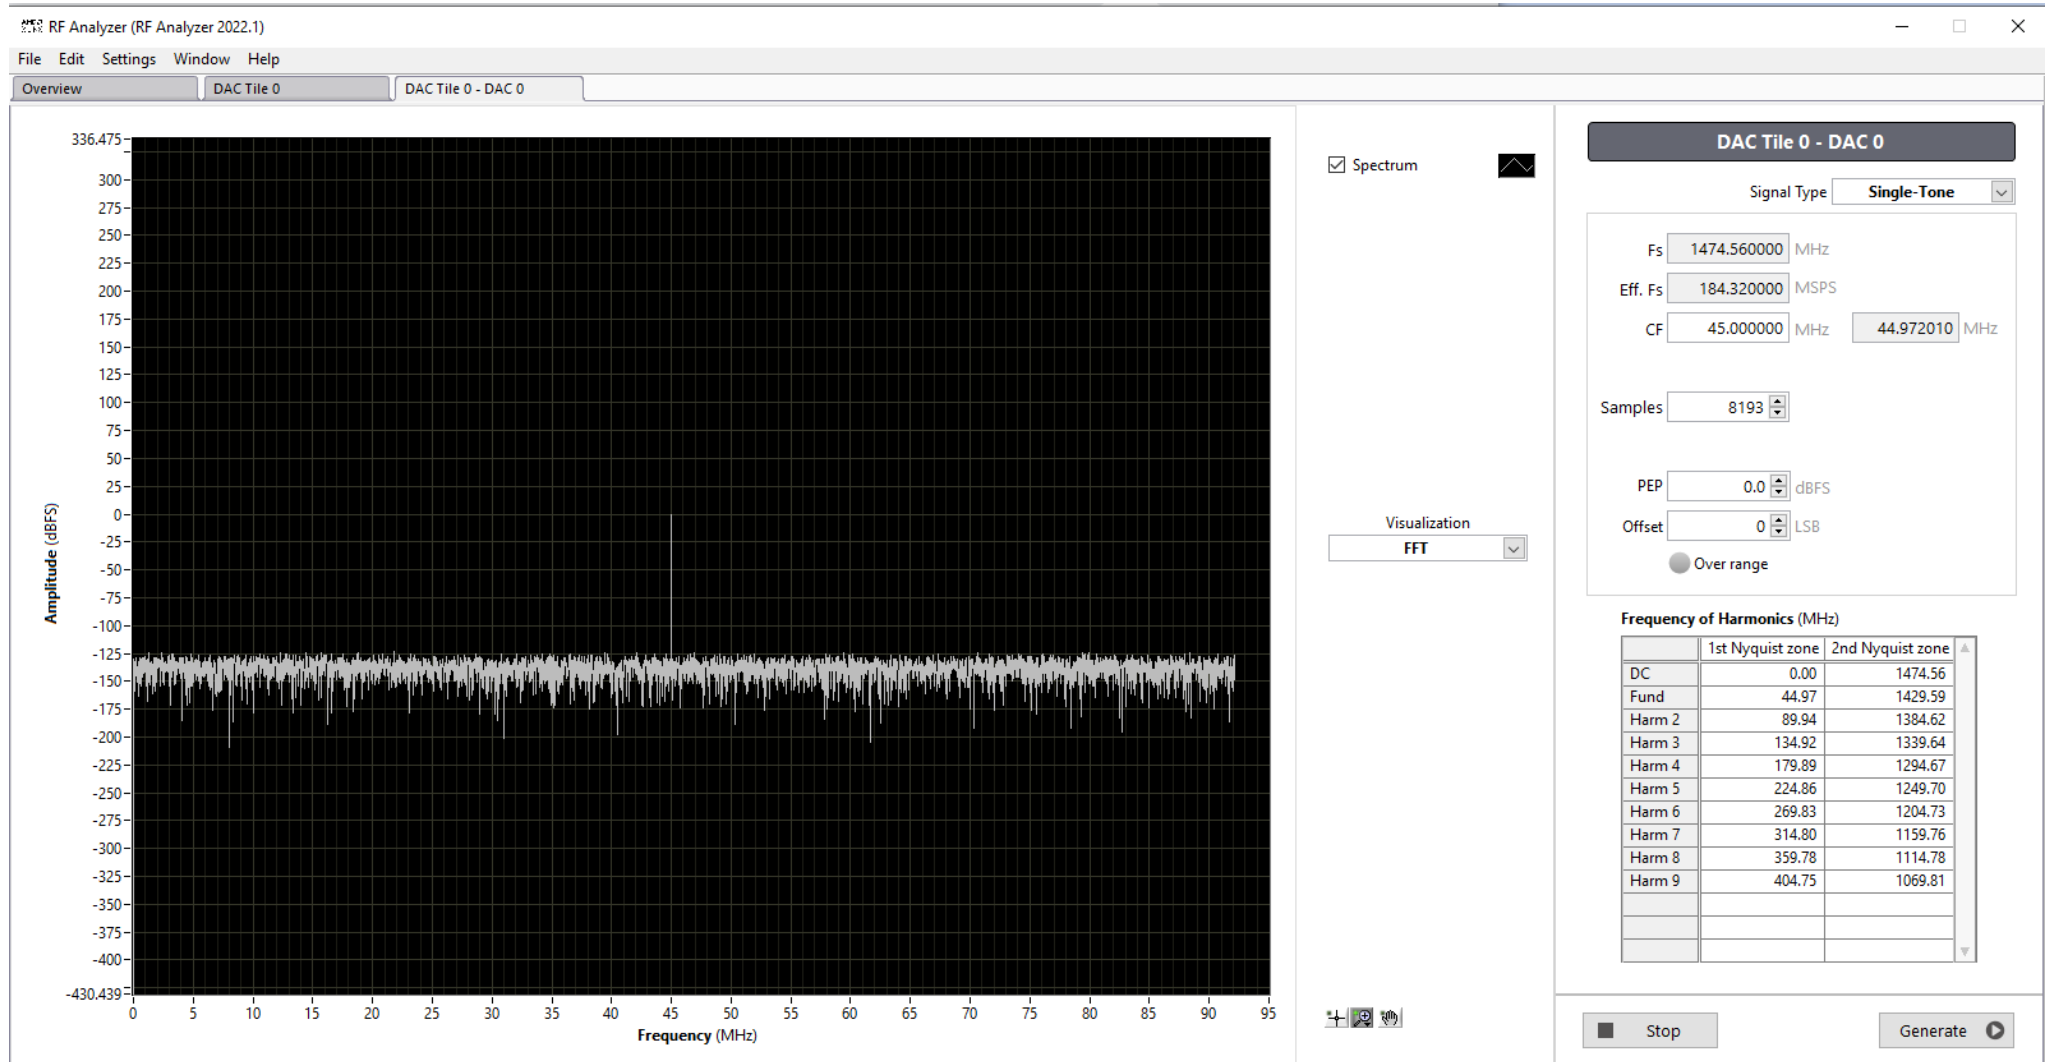 RF Analyzer (RF Analyzer 2022.1)
File Edit Settings Window Help
Overview DAC Tile 0 DAC Tile 0 - DAC 0
336.475
300
275
250
225
200
175
150
125
100
75
50
25
0
-25
-50
-75
-100
-125
-150
-175
-200
-225
-250
-275
-300
-325
-350
-375
-400
-430.439
Amplitude (dBFS)
0 5 10 15 20 25 30 35 40 45 50 55 60 65 70 75 80 85 90 95
Frequency (MHz)
Spectrum
Visualization
FFT
DAC Tile 0 - DAC 0
Signal Type Single-Tone
Fs 1474.560000 MHz
Eff. Fs 184.320000 MSPS
CF 45.000000 MHz 44.972010 MHz
Samples 8193
PEP 0.0 dBFS
Offset 0 LSB
Over range
Frequency of Harmonics (MHz)
1st Nyquist zone 2nd Nyquist zone
DC 0.00 1474.56
Fund 44.97 1429.59
Harm 2 89.94 1384.62
Harm 3 134.92 1339.64
Harm 4 179.89 1294.67
Harm 5 224.86 1249.70
Harm 6 269.83 1204.73
Harm 7 314.80 1159.76
Harm 8 359.78 1114.78
Harm 9 404.75 1069.81
Stop Generate